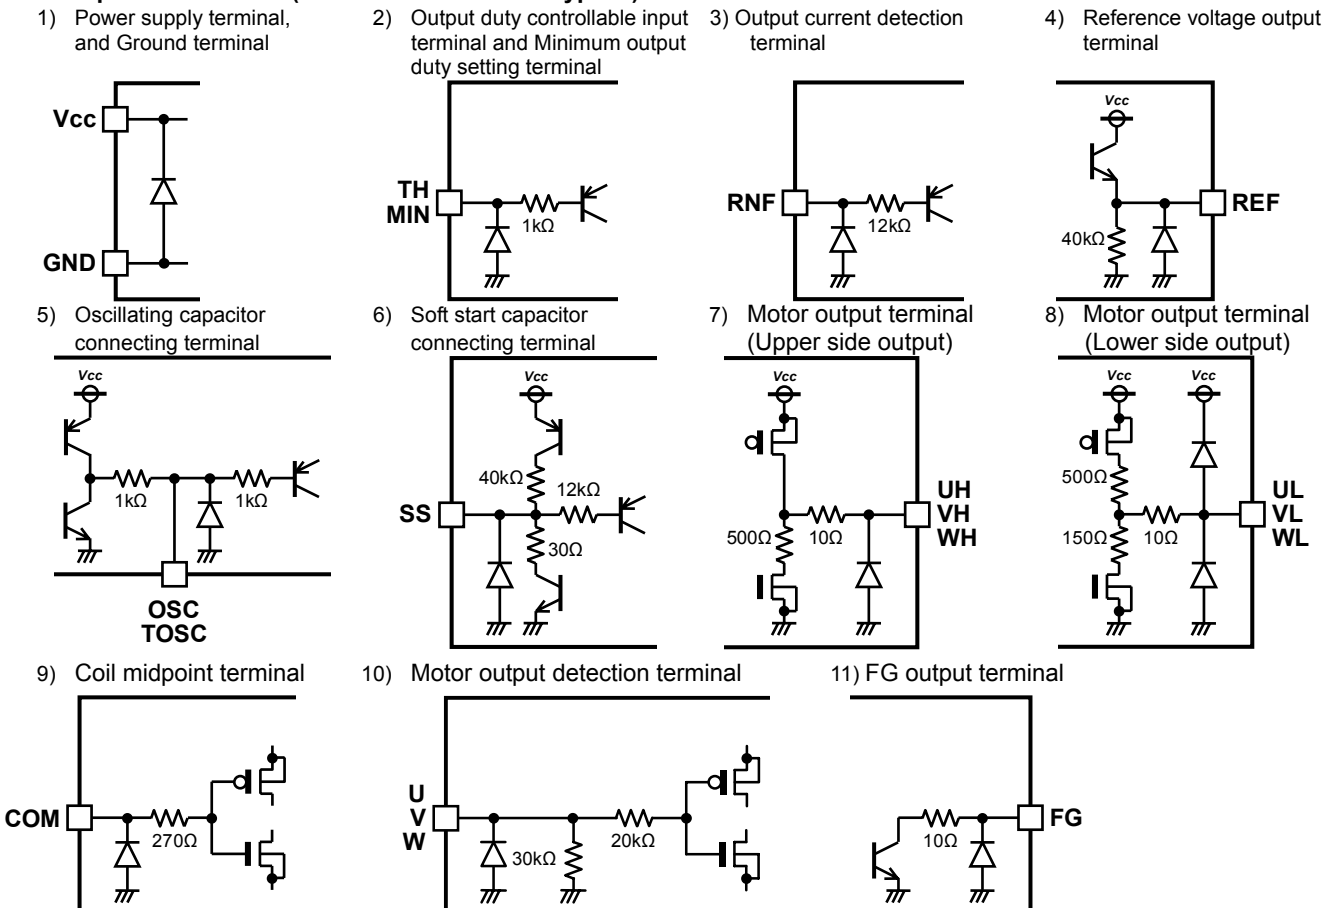 1) Power supply terminal,
and Ground terminal
Vcc
GND
2) Output duty controllable input
terminal and Minimum output
duty setting terminal
TH
MIN
1kΩ
3) Output current detection
terminal
RNF
12kΩ
4) Reference voltage output
terminal
Vcc
REF
40kΩ
5) Oscillating capacitor
connecting terminal
Vcc
1kΩ
1kΩ
OSC
TOSC
6) Soft start capacitor
connecting terminal
Vcc
40kΩ
12kΩ
SS
30Ω
7) Motor output terminal
(Upper side output)
Vcc
UH
VH
WH
500Ω
10Ω
8) Motor output terminal
(Lower side output)
Vcc
Vcc
500Ω
UL
VL
WL
150Ω
10Ω
9) Coil midpoint terminal
COM
270Ω
10) Motor output detection terminal
U
V
W
30kΩ
20kΩ
11) FG output terminal
FG
10Ω